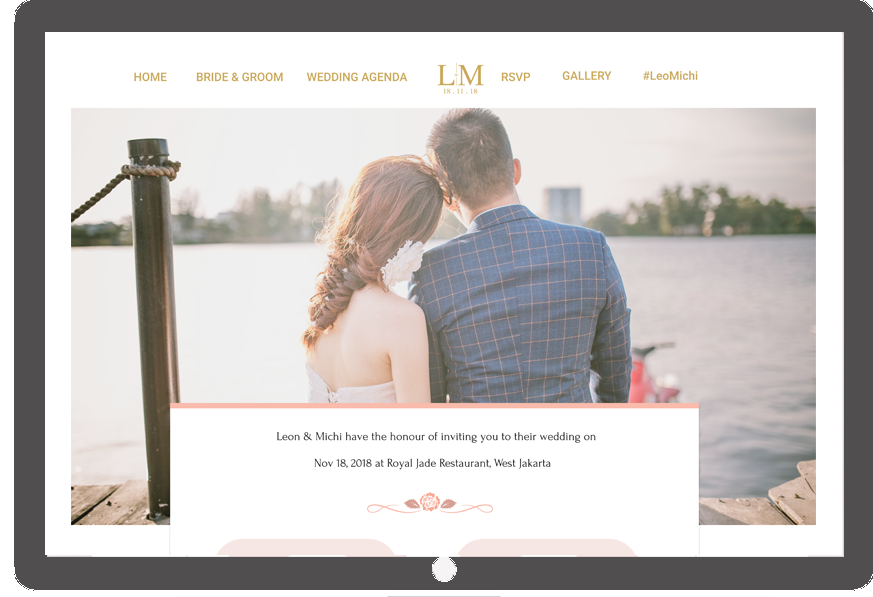 HOME BRIDE & GROOM WEDDING AGENDA L M RSVP GALLERY #LeoMichi
18.11.18
Leon & Michi have the honour of inviting you to their wedding on
Nov 18, 2018 at Royal Jade Restaurant, West Jakarta